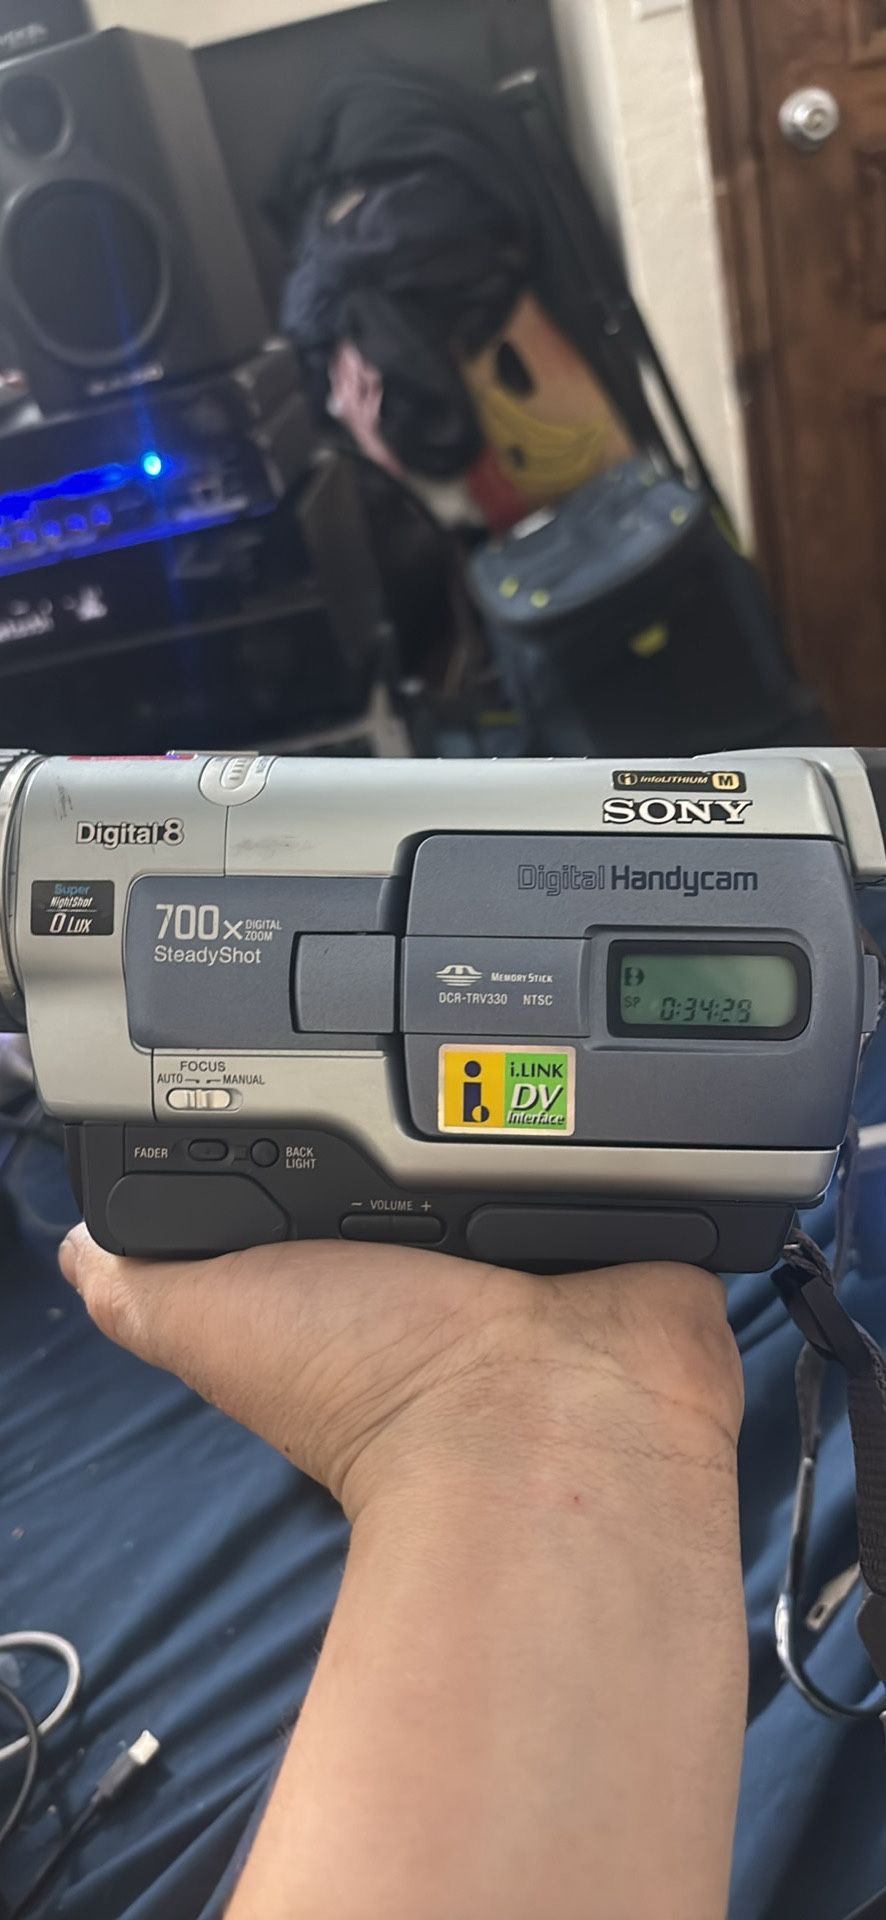 InfoLITHIUM M
SONY
Digital8
Digital Handycam
Super
NightShot
0 LUX
700x DIGITAL ZOOM
SteadyShot
MEMORY STICK
DCR-TRV330 NTSC
SP 0:34:28
FOCUS
AUTO MANUAL
i.LINK
DV
Interface
FADER
BACK LIGHT
− VOLUME +